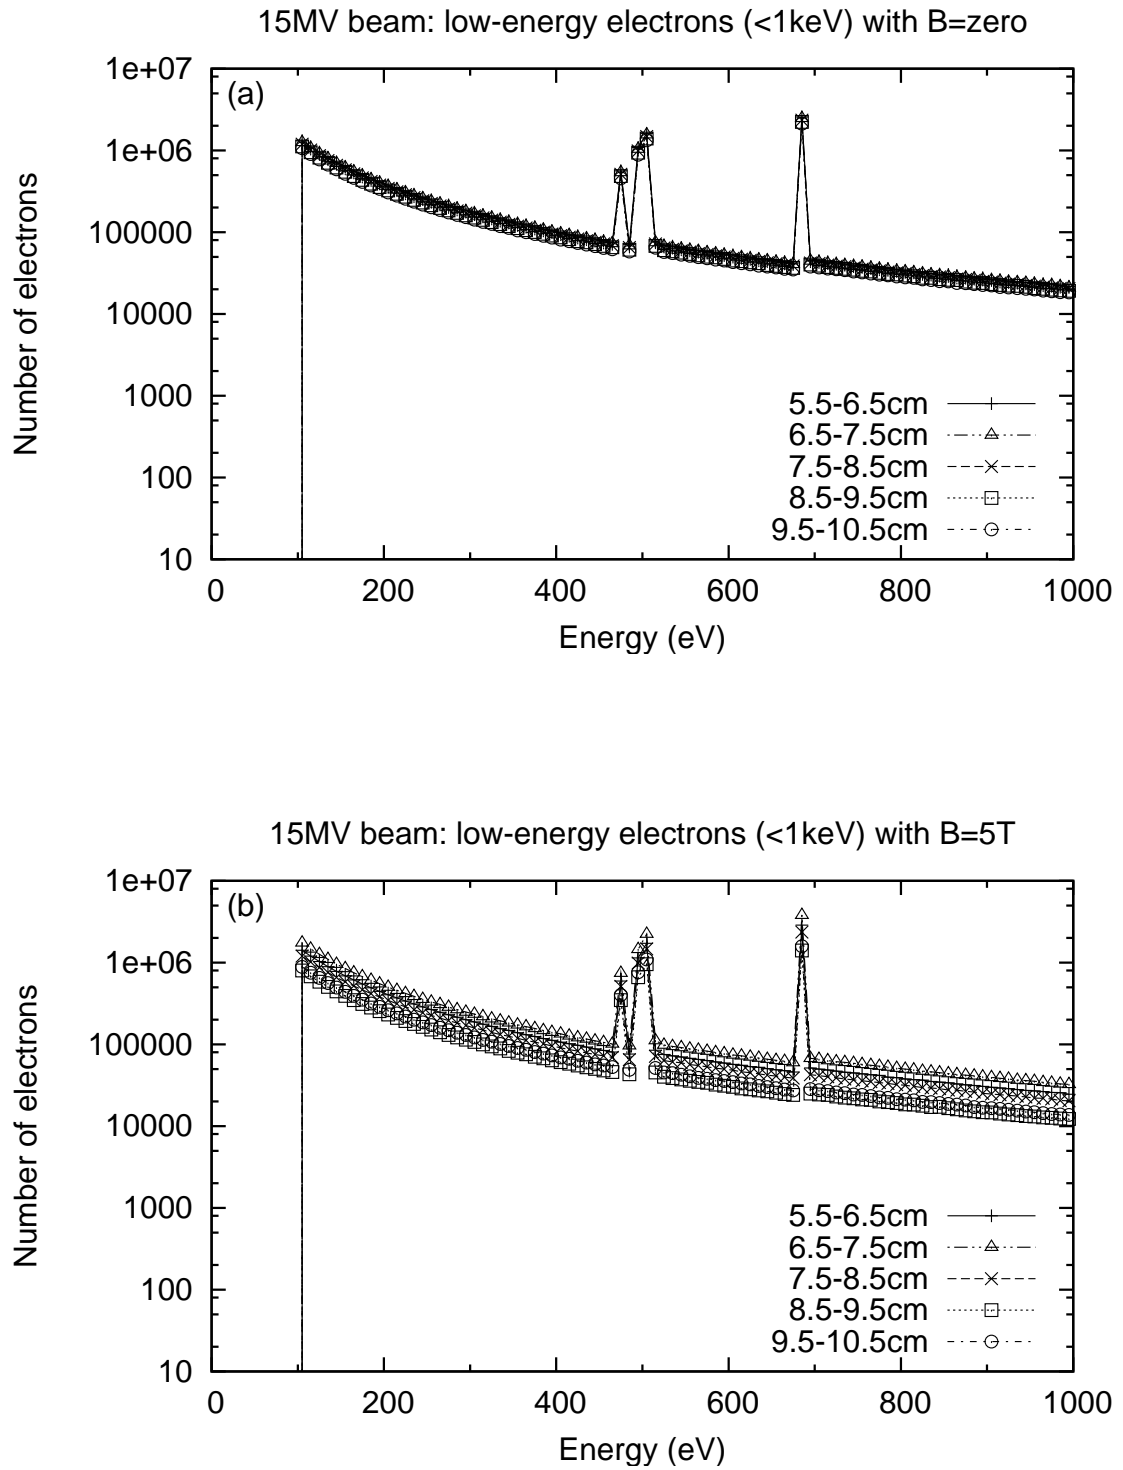 15MV beam: low-energy electrons (<1keV) with B=zero
(a)
1e+07
1e+06
100000
10000
1000
100
10
Number of electrons
5.5-6.5cm
6.5-7.5cm
7.5-8.5cm
8.5-9.5cm
9.5-10.5cm
0 200 400 600 800 1000
Energy (eV)
15MV beam: low-energy electrons (<1keV) with B=5T
(b)
1e+07
1e+06
100000
10000
1000
100
10
Number of electrons
5.5-6.5cm
6.5-7.5cm
7.5-8.5cm
8.5-9.5cm
9.5-10.5cm
0 200 400 600 800 1000
Energy (eV)